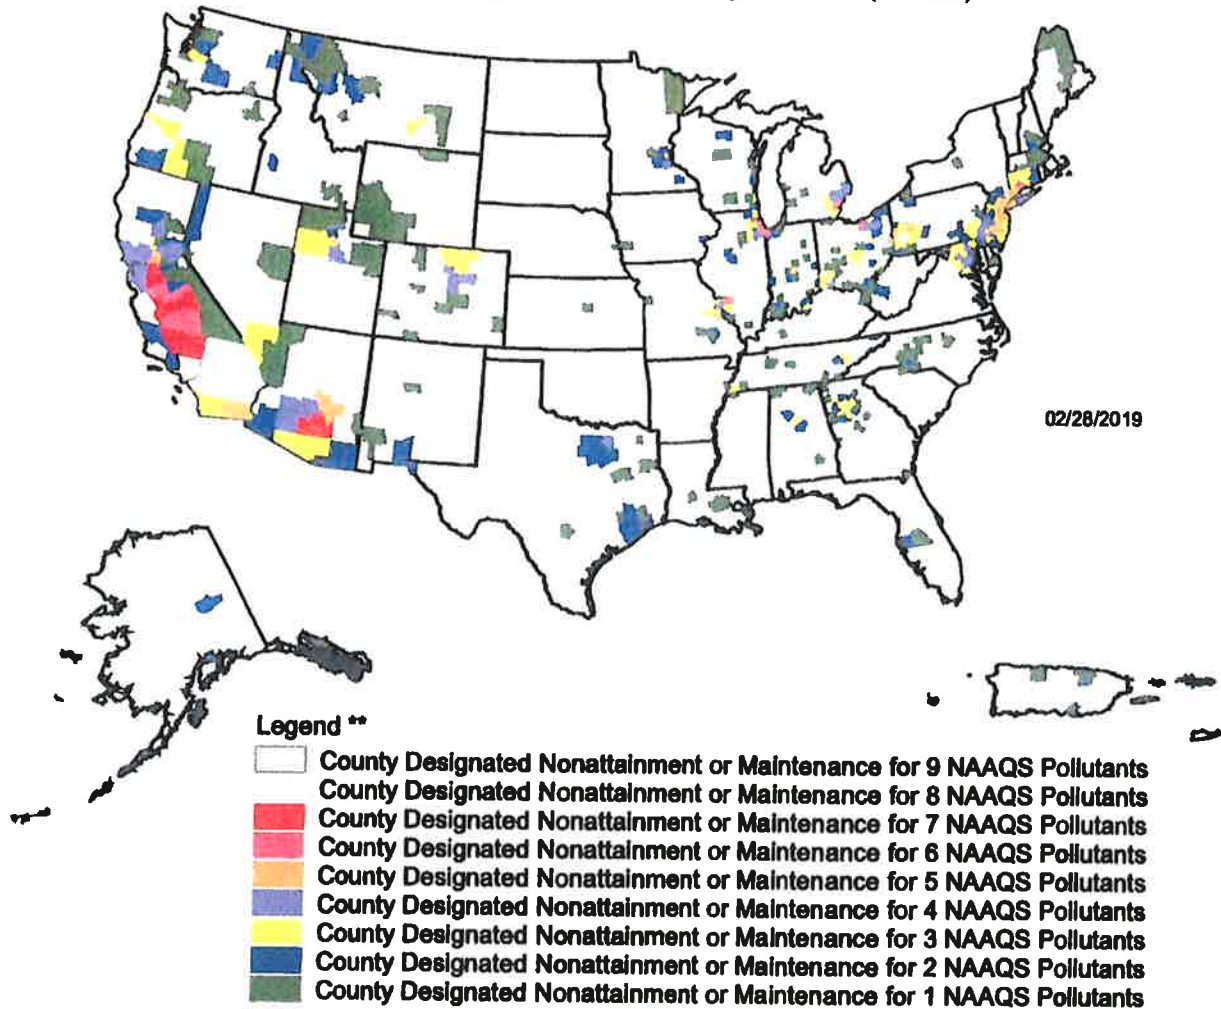 02/28/2019
Legend **
County Designated Nonattainment or Maintenance for 9 NAAQS Pollutants
County Designated Nonattainment or Maintenance for 8 NAAQS Pollutants
County Designated Nonattainment or Maintenance for 7 NAAQS Pollutants
County Designated Nonattainment or Maintenance for 6 NAAQS Pollutants
County Designated Nonattainment or Maintenance for 5 NAAQS Pollutants
County Designated Nonattainment or Maintenance for 4 NAAQS Pollutants
County Designated Nonattainment or Maintenance for 3 NAAQS Pollutants
County Designated Nonattainment or Maintenance for 2 NAAQS Pollutants
County Designated Nonattainment or Maintenance for 1 NAAQS Pollutants